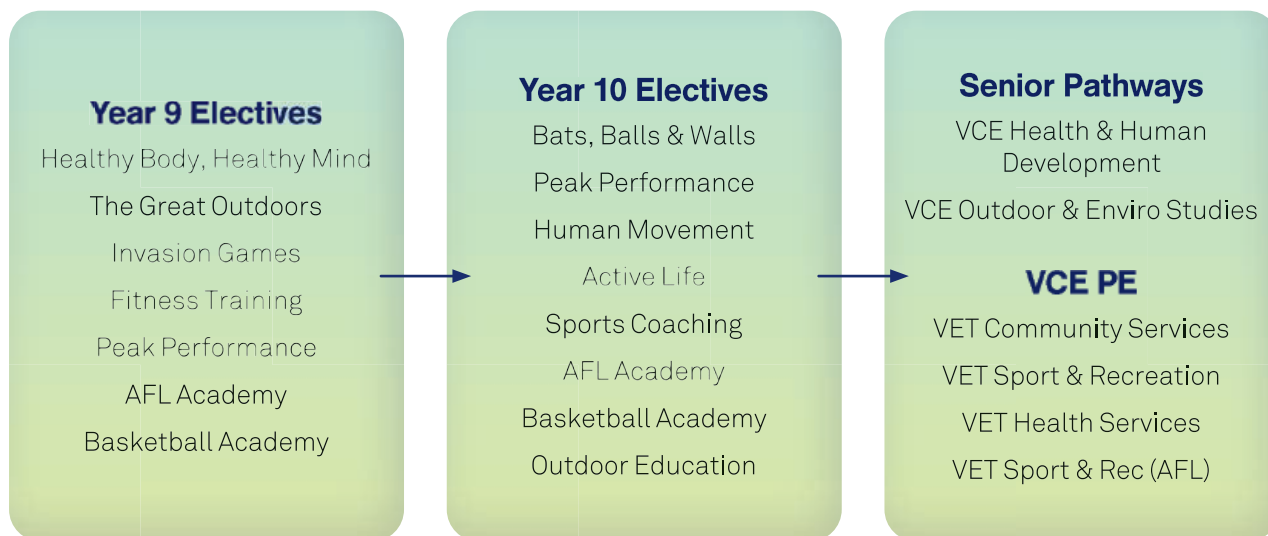 Year 9 Electives
Healthy Body, Healthy Mind
The Great Outdoors
Invasion Games
Fitness Training
Peak Performance
AFL Academy
Basketball Academy
Year 10 Electives
Bats, Balls & Walls
Peak Performance
Human Movement
Active Life
Sports Coaching
AFL Academy
Basketball Academy
Outdoor Education
Senior Pathways
VCE Health & Human
Development
VCE Outdoor & Enviro Studies
VCE PE
VET Community Services
VET Sport & Recreation
VET Health Services
VET Sport & Rec (AFL)